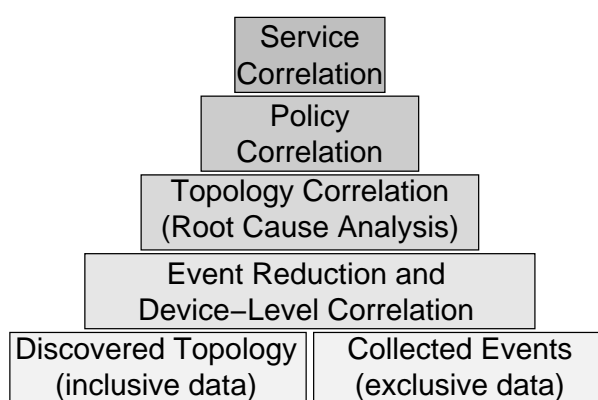 Service
Correlation
Policy
Correlation
Topology Correlation
(Root Cause Analysis)
Event Reduction and
Device−Level Correlation
Discovered Topology
(inclusive data)
Collected Events
(exclusive data)